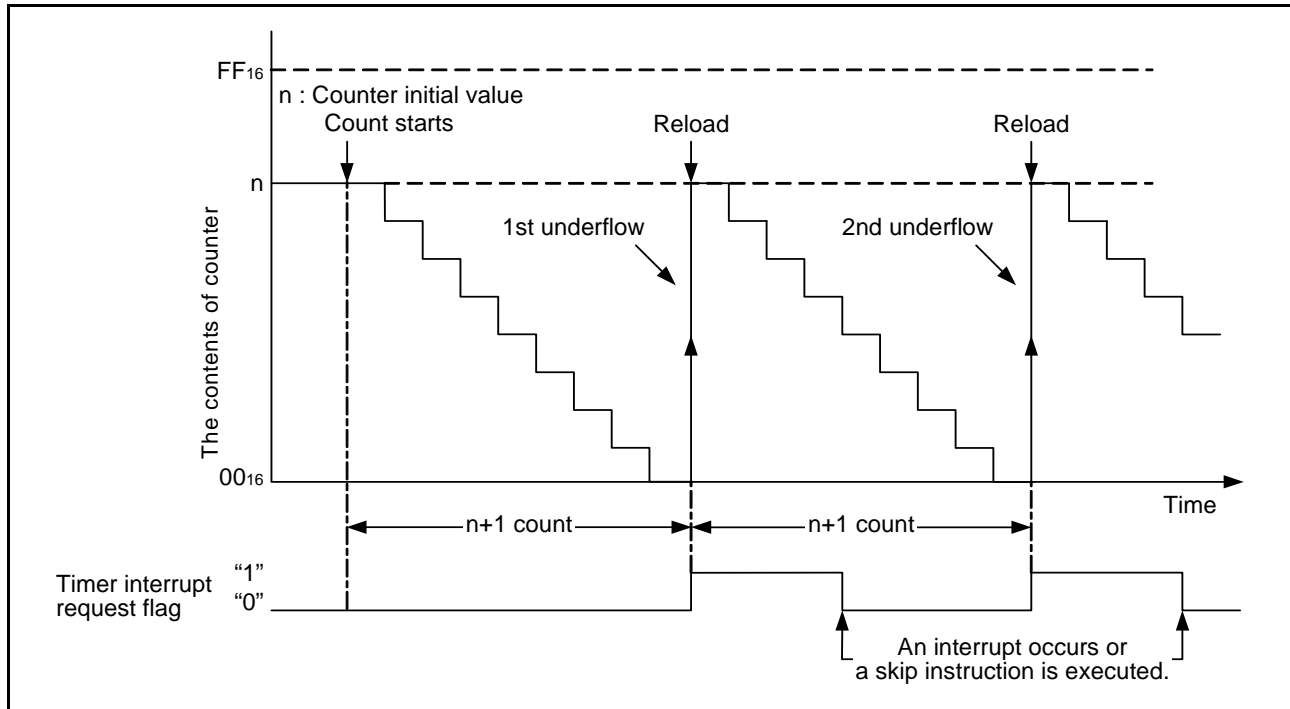 FF16
n : Counter initial value
Count starts
Reload
Reload
n
1st underflow
2nd underflow
The contents of counter
0016
Time
n+1 count
n+1 count
Timer interrupt
request flag
“1”
“0”
An interrupt occurs or
a skip instruction is executed.